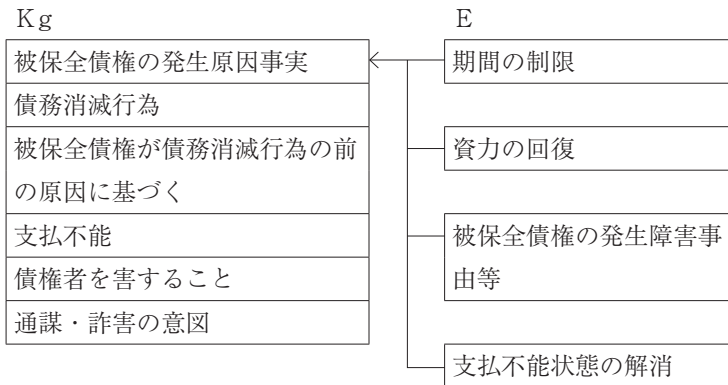 Ｋｇ
被保全債権の発生原因事実
債務消滅行為
被保全債権が債務消滅行為の前
の原因に基づく
支払不能
債権者を害すること
通謀・詐害の意図
Ｅ
期間の制限
資力の回復
被保全債権の発生障害事
由等
支払不能状態の解消